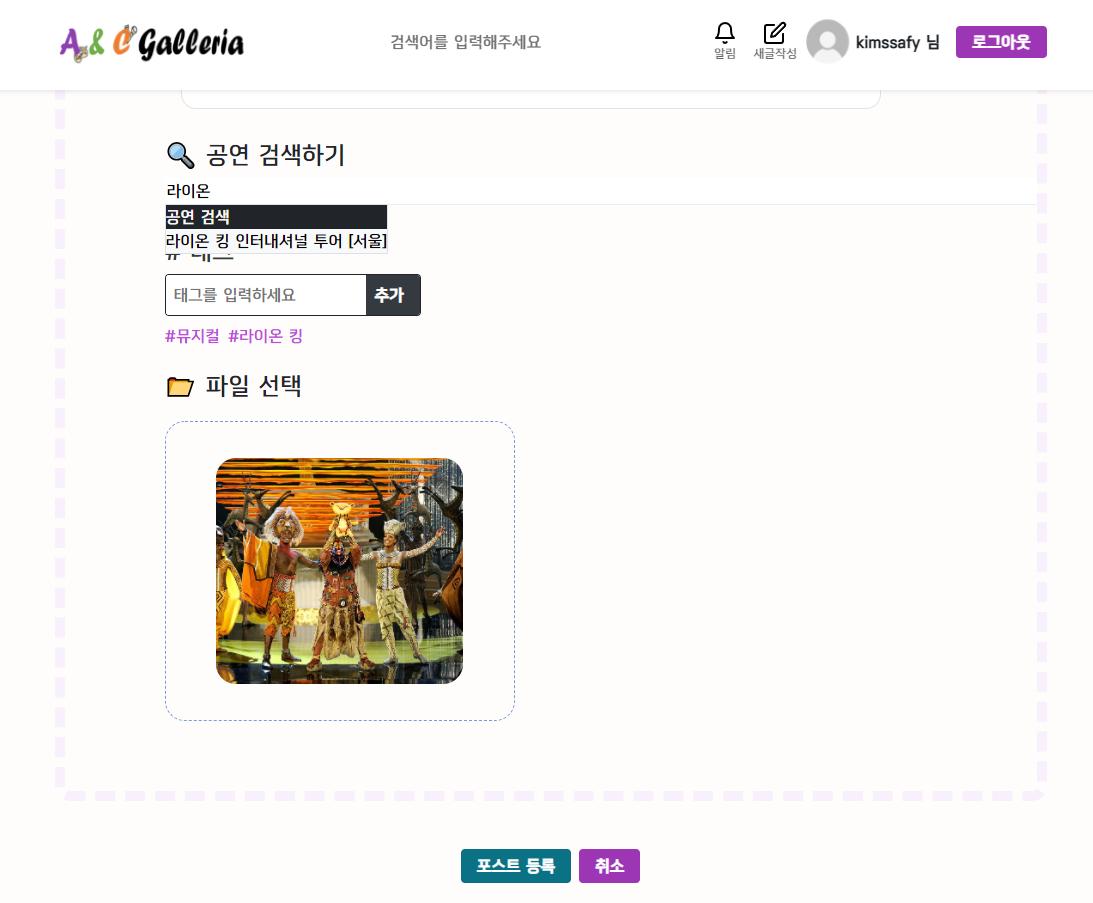 A & C Galleria
검색어를 입력해주세요
알림
새글작성
kimssafy 님
로그아웃
공연 검색하기
라이온
공연 검색
라이온 킹 인터내셔널 투어 [서울]
# 태그
태그를 입력하세요
추가
#뮤지컬 #라이온 킹
파일 선택
포스트 등록
취소